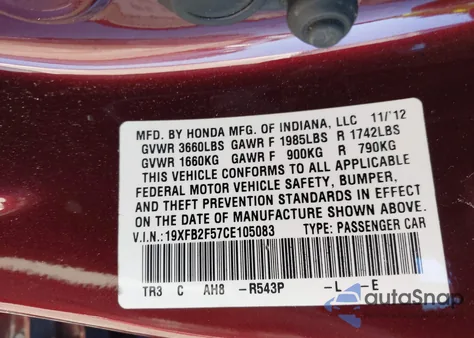 MFD. BY HONDA MFG. OF INDIANA, LLC 11/'12
GVWR 3660LBS GAWR F 1985LBS R 1742LBS
GVWR 1660KG GAWR F 900KG R 790KG
THIS VEHICLE CONFORMS TO ALL APPLICABLE
FEDERAL MOTOR VEHICLE SAFETY, BUMPER,
AND THEFT PREVENTION STANDARDS IN EFFECT
ON THE DATE OF MANUFACTURE SHOWN ABOVE.
V.I.N.:19XFB2F57CE105083 TYPE: PASSENGER CAR
TR3 C AH8 -R543P -L -E
autoSnap